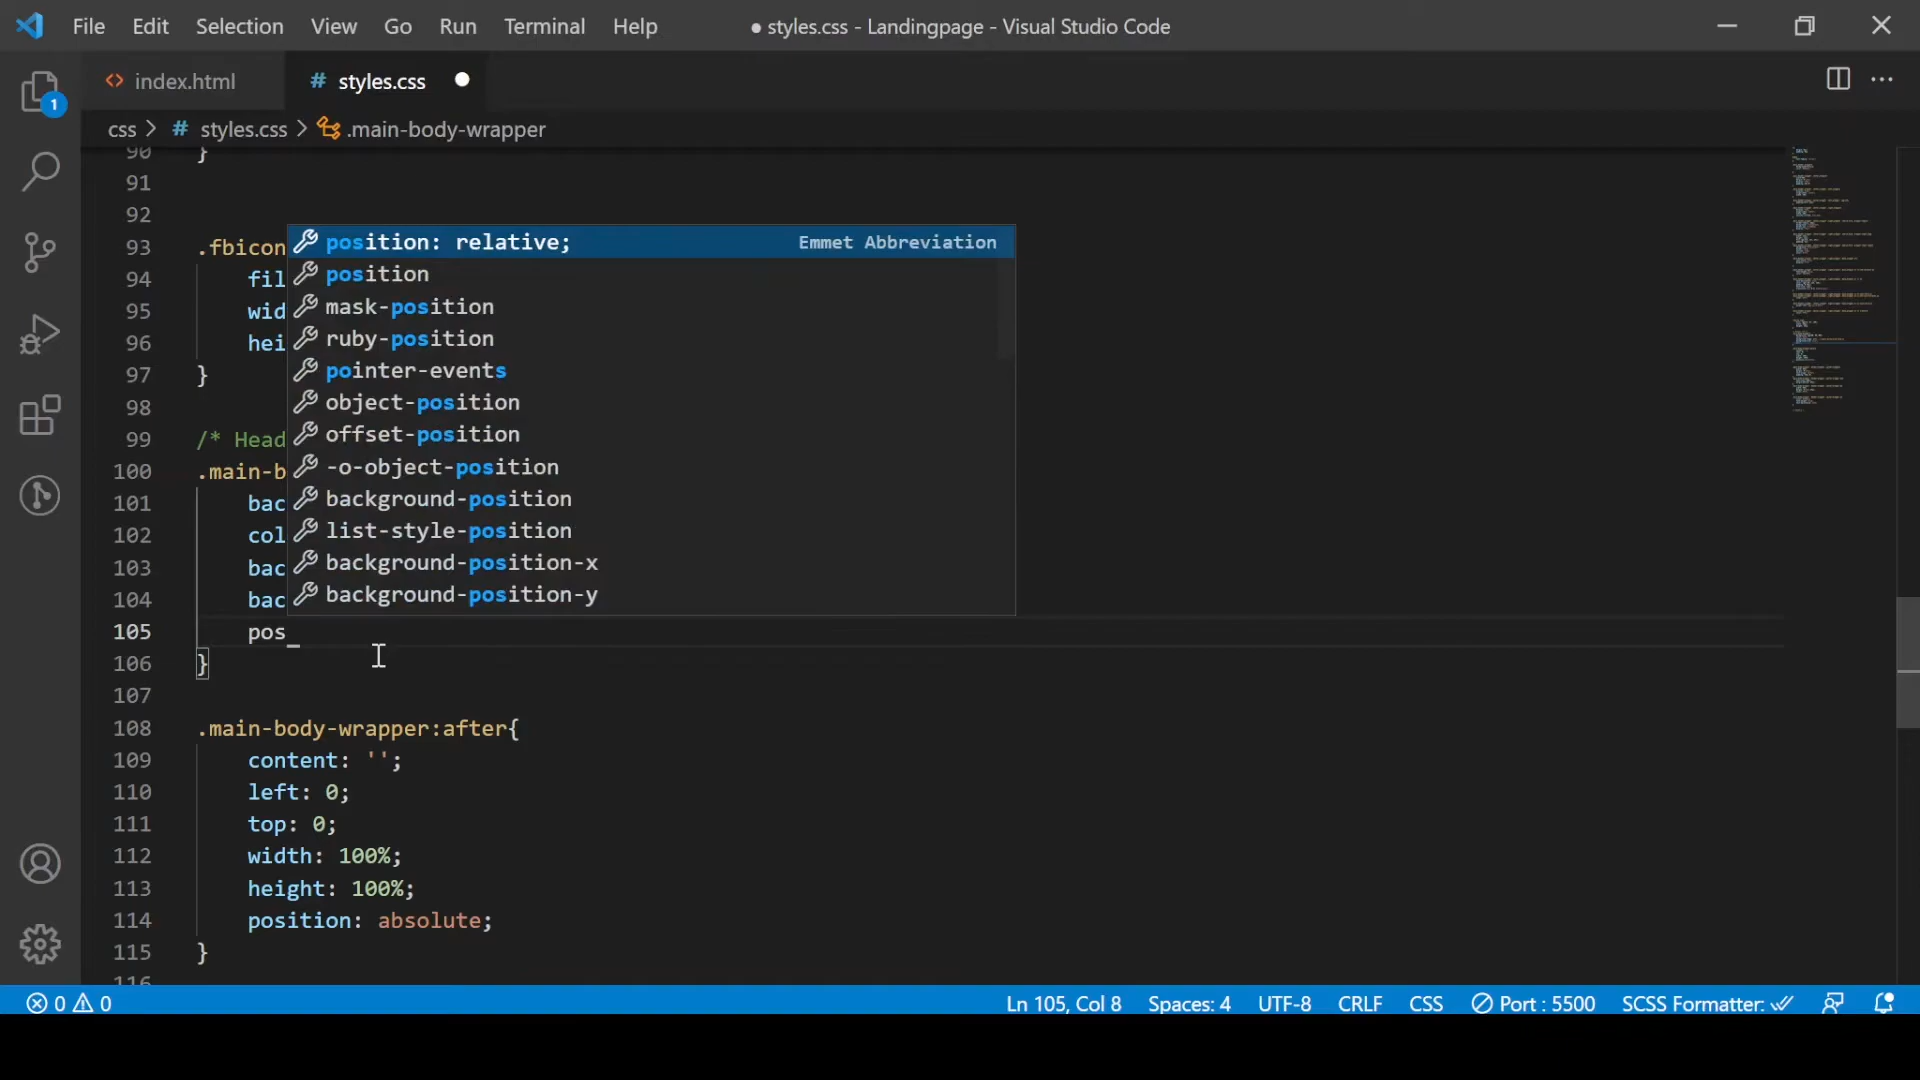 File Edit Selection View Go Run Terminal Help ● styles.css - Landingpage - Visual Studio Code
<> index.html # styles.css
1
css > # styles.css > .main-body-wrapper
90 }
91
92
93 .fbicon
94 fil
95 wid
96 hei
97 }
98
99 /* Head
100 .main-b
101 bac
102 col
103 bac
104 bac
105 pos
106 }
107
108 .main-body-wrapper:after{
109 content: '';
110 left: 0;
111 top: 0;
112 width: 100%;
113 height: 100%;
114 position: absolute;
115 }
116
position: relative; Emmet Abbreviation
position
mask-position
ruby-position
pointer-events
object-position
offset-position
-o-object-position
background-position
list-style-position
background-position-x
background-position-y
0 0 Ln 105, Col 8 Spaces: 4 UTF-8 CRLF CSS Port : 5500 SCSS Formatter: